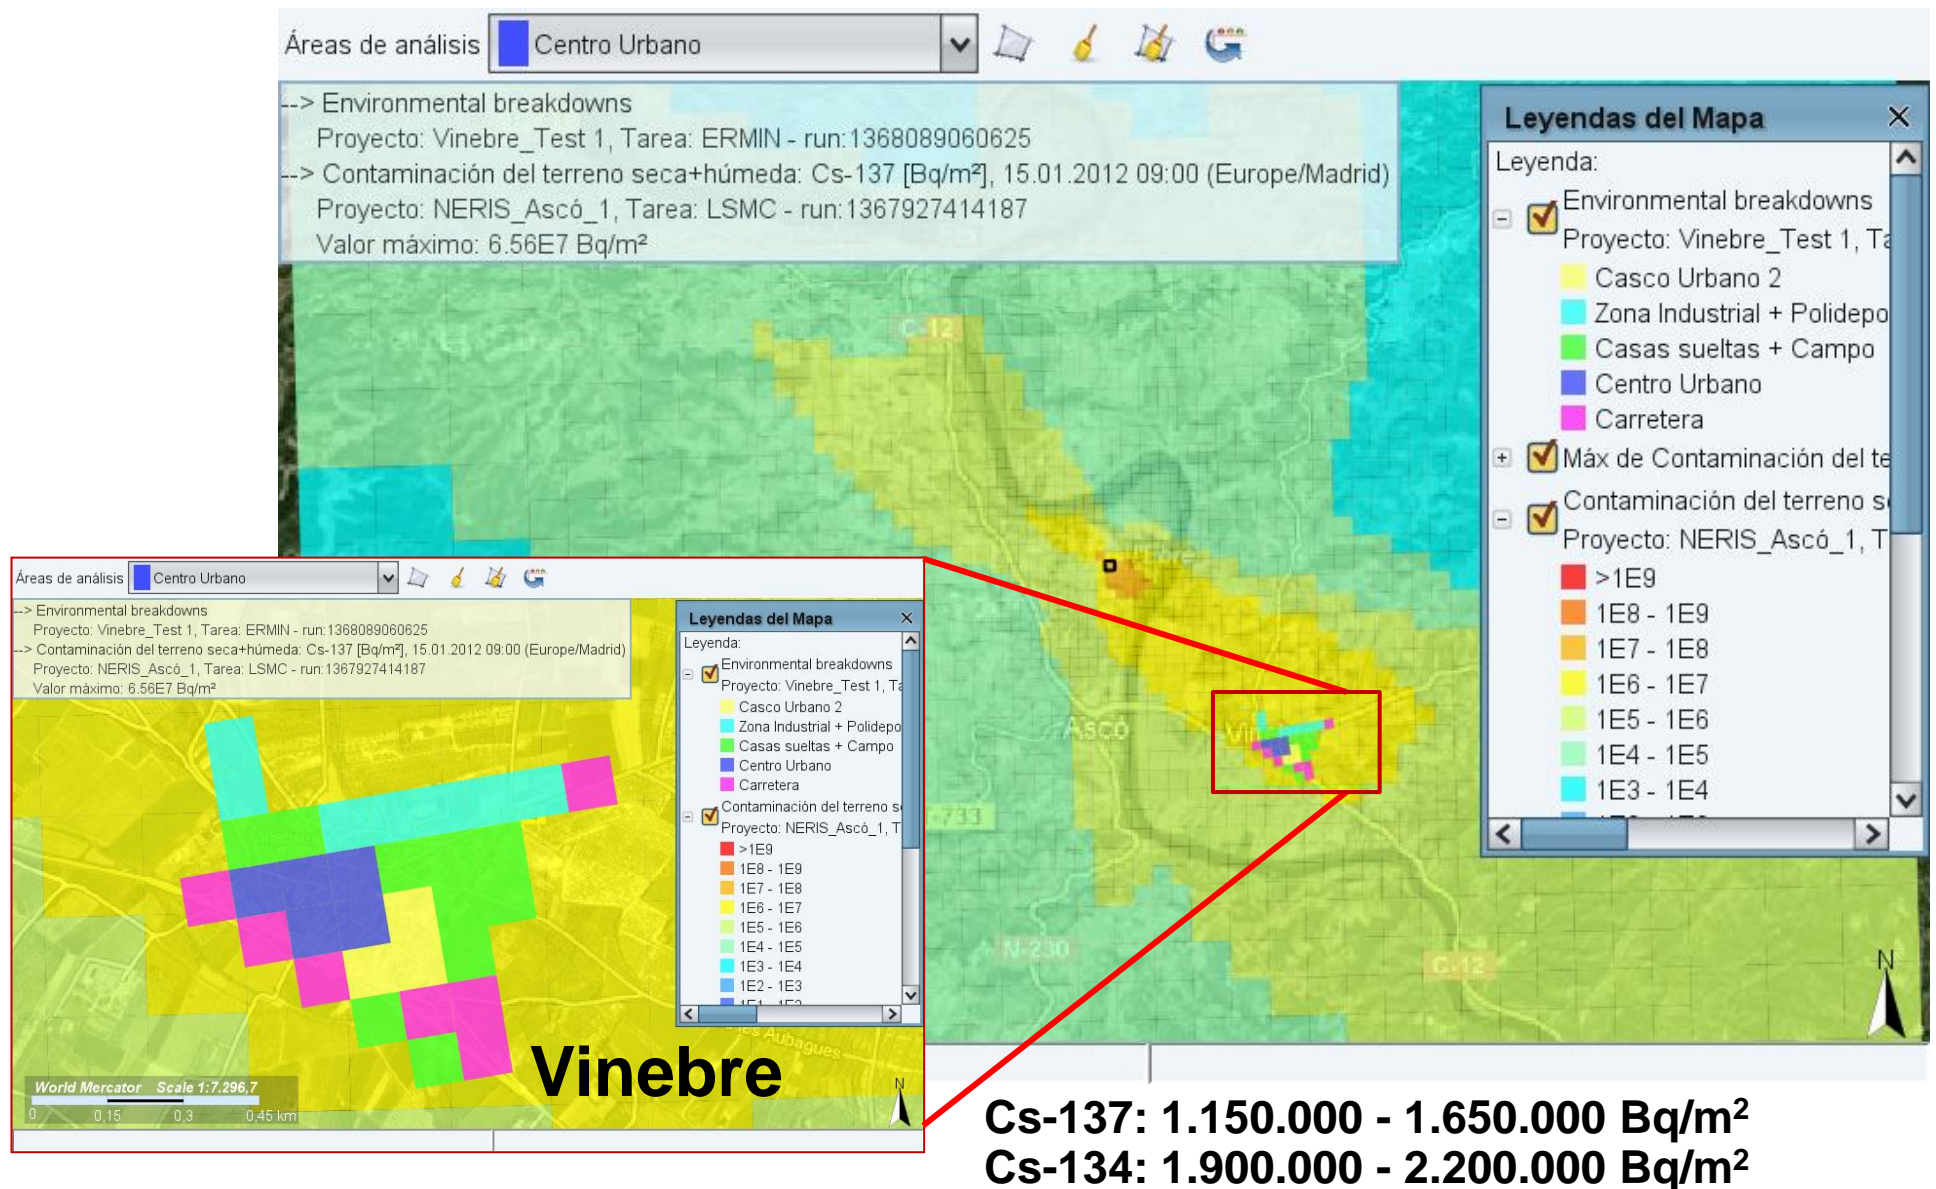 Áreas de análisis Centro Urbano
--> Environmental breakdowns
Proyecto: Vinebre_Test 1, Tarea: ERMIN - run:1368089060625
--> Contaminación del terreno seca+húmeda: Cs-137 [Bq/m²], 15.01.2012 09:00 (Europe/Madrid)
Proyecto: NERIS_Ascó_1, Tarea: LSMC - run:1367927414187
Valor máximo: 6.56E7 Bq/m²
Leyendas del Mapa
Leyenda:
Environmental breakdowns
Proyecto: Vinebre_Test 1, Ta
Casco Urbano 2
Zona Industrial + Polidepo
Casas sueltas + Campo
Centro Urbano
Carretera
Máx de Contaminación del te
Contaminación del terreno s
Proyecto: NERIS_Ascó_1, T
>1E9
1E8 - 1E9
1E7 - 1E8
1E6 - 1E7
1E5 - 1E6
1E4 - 1E5
1E3 - 1E4
C-12
ASCÓ
N-230
C-12
N
Áreas de análisis Centro Urbano
--> Environmental breakdowns
Proyecto: Vinebre_Test 1, Tarea: ERMIN - run:1368089060625
--> Contaminación del terreno seca+húmeda: Cs-137 [Bq/m²], 15.01.2012 09:00 (Europe/Madrid)
Proyecto: NERIS_Ascó_1, Tarea: LSMC - run:1367927414187
Valor máximo: 6.56E7 Bq/m²
Leyendas del Mapa
Leyenda:
Environmental breakdowns
Proyecto: Vinebre_Test 1, Ta
Casco Urbano 2
Zona Industrial + Polidepo
Casas sueltas + Campo
Centro Urbano
Carretera
Contaminación del terreno s
Proyecto: NERIS_Ascó_1, T
>1E9
1E8 - 1E9
1E7 - 1E8
1E6 - 1E7
1E5 - 1E6
1E4 - 1E5
1E3 - 1E4
1E2 - 1E3
Vinebre
Aubagues
Vinebre
World Mercator Scale 1:7.296,7
0 0,15 0,3 0,45 km
N
Cs-137: 1.150.000 - 1.650.000 Bq/m²
Cs-134: 1.900.000 - 2.200.000 Bq/m²